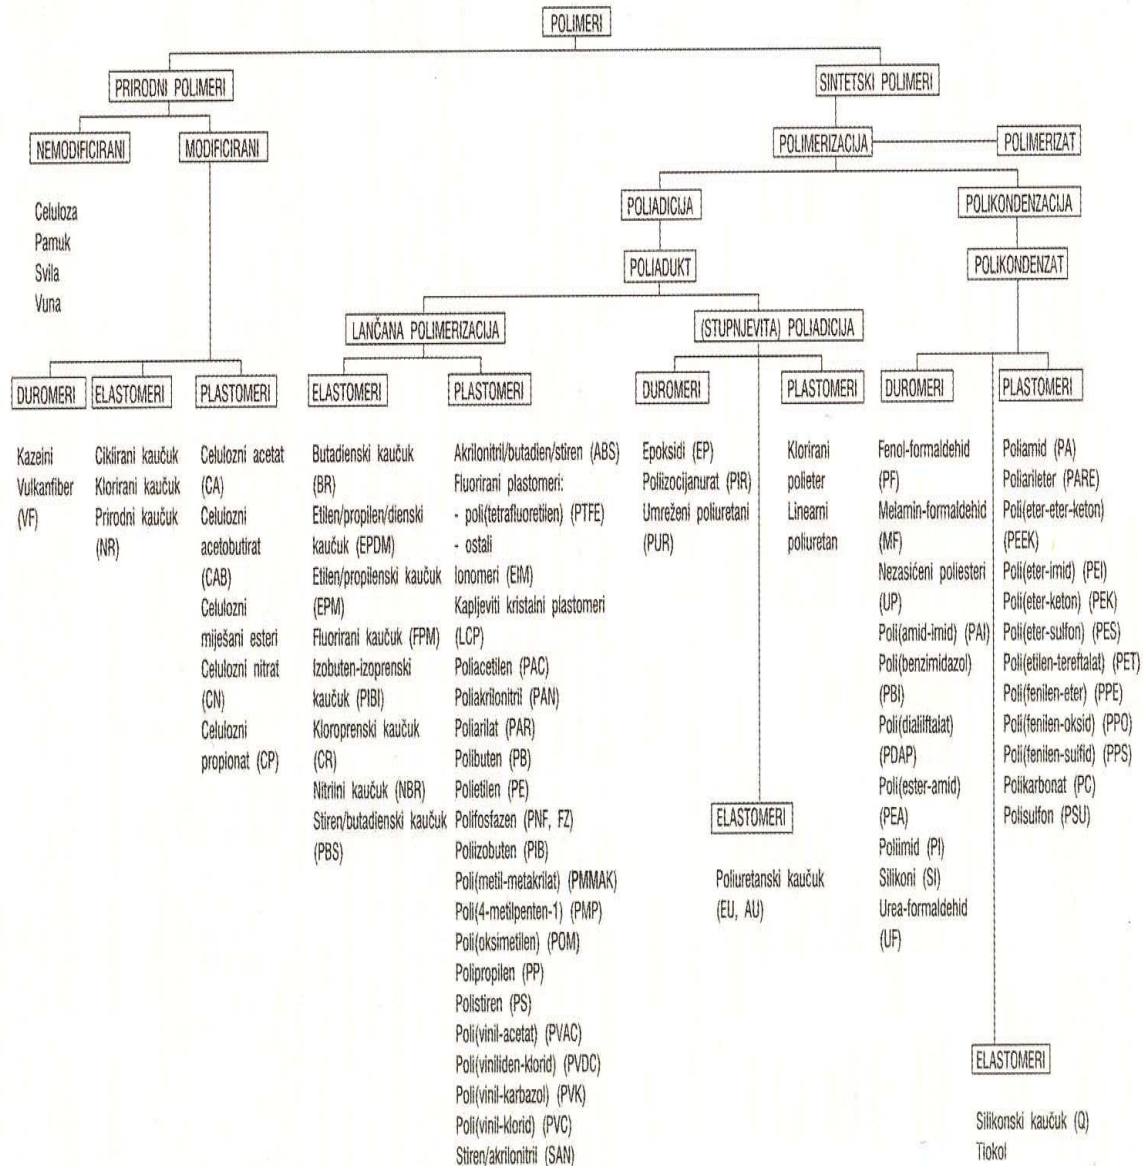 POLIMERI
PRIRODNI POLIMERI
SINTETSKI POLIMERI
NEMODIFICIRANI
MODIFICIRANI
POLIMERIZACIJA
POLIMERIZAT
Celuloza
Pamuk
Svila
Vuna
POLIADICIJA
POLIKONDENZACIJA
POLIADUKT
POLIKONDENZAT
LANČANA POLIMERIZACIJA
(STUPNJEVITA) POLIADICIJA
DUROMERI
Kazeini
Vulkanfiber
(VF)
ELASTOMERI
Ciklirani kaučuk
Klorirani kaučuk
Prirodni kaučuk
(NR)
PLASTOMERI
Celulozni acetat
(CA)
Celulozni
acetobutirat
(CAB)
Celulozni
miješani esteri
Celulozni nitrat
(CN)
Celulozni
propionat (CP)
ELASTOMERI
Butadienski kaučuk
(BR)
Etilen/propilen/dienski
kaučuk (EPDM)
Etilen/propilenski kaučuk
(EPM)
Fluorirani kaučuk (FPM)
Izobuten-izoprenski
kaučuk (PIBI)
Kloroprenski kaučuk
(CR)
Nitrilni kaučuk (NBR)
Stiren/butadienski kaučuk
(PBS)
PLASTOMERI
Akrilonitril/butadien/stiren (ABS)
Fluorirani plastomeri:
- poli(tetrafluoretilen) (PTFE)
- ostali
Ionomeri (EIM)
Kapljeviti kristalni plastomeri
(LCP)
Poliacetilen (PAC)
Poliakrilonitril (PAN)
Poliarilat (PAR)
Polibuten (PB)
Polietilen (PE)
Polifosfazen (PNF, FZ)
Poliizobuten (PIB)
Poli(metil-metakrilat) (PMMAK)
Poli(4-metilpenten-1) (PMP)
Poli(oksimetilen) (POM)
Polipropilen (PP)
Polistiren (PS)
Poli(vinil-acetat) (PVAC)
Poli(viniliden-klorid) (PVDC)
Poli(vinil-karbazol) (PVK)
Poli(vinil-klorid) (PVC)
Stiren/akrilonitril (SAN)
DUROMERI
Epoksidi (EP)
Poliizocijanurat (PIR)
Umreženi poliuretani
(PUR)
PLASTOMERI
Klorirani
polieter
Linearni
poliuretan
ELASTOMERI
Poliuretanski kaučuk
(EU, AU)
DUROMERI
Fenol-formaldehid
(PF)
Melamin-formaldehid
(MF)
Nezasićeni poliesteri
(UP)
Poli(amid-imid) (PAI)
Poli(benzimidazol)
(PBI)
Poli(dialilftalat)
(PDAP)
Poli(ester-amid)
(PEA)
Poliimid (PI)
Silikoni (SI)
Urea-formaldehid
(UF)
PLASTOMERI
Poliamid (PA)
Poliarileter (PARE)
Poli(eter-eter-keton)
(PEEK)
Poli(eter-imid) (PEI)
Poli(eter-keton) (PEK)
Poli(eter-sulfon) (PES)
Poli(etilen-tereftalat) (PET)
Poli(fenilen-eter) (PPE)
Poli(fenilen-oksid) (PPO)
Poli(fenilen-sulfid) (PPS)
Polikarbonat (PC)
Polisulfon (PSU)
ELASTOMERI
Silikonski kaučuk (Q)
Tiokol